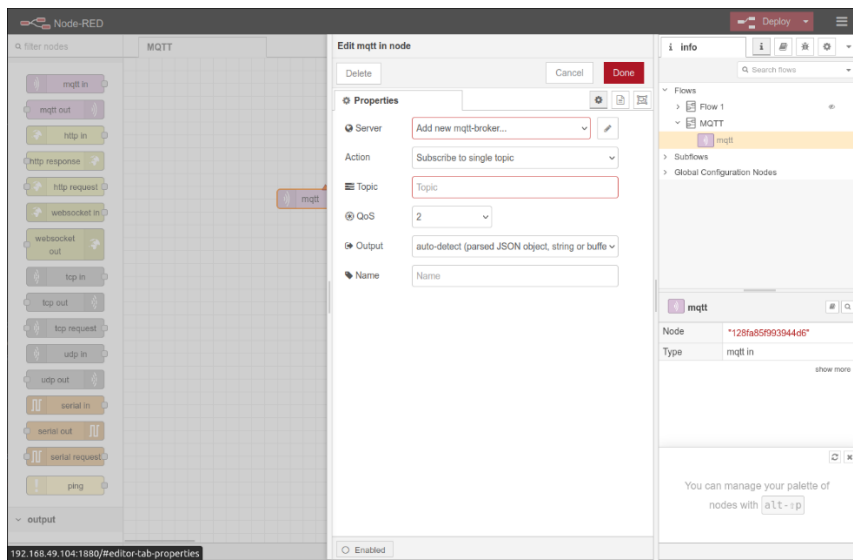 Node-RED
Deploy
filter nodes
mqtt in
mqtt out
http in
http response
http request
websocket in
websocket
out
tcp in
tcp out
tcp request
udp in
udp out
serial in
serial out
serial request
ping
output
192.168.49.104:1880/#editor-tab-properties
MQTT
mqtt
Edit mqtt in node
Delete
Cancel
Done
Properties
Server
Add new mqtt-broker...
Action
Subscribe to single topic
Topic
Topic
QoS
2
Output
auto-detect (parsed JSON object, string or buffe
Name
Name
Enabled
i info
i
Search flows
Flows
Flow 1
MQTT
mqtt
Subflows
Global Configuration Nodes
mqtt
Node
"128fa85f993944d6"
Type
mqtt in
show more
You can manage your palette of
nodes with alt-⇧p